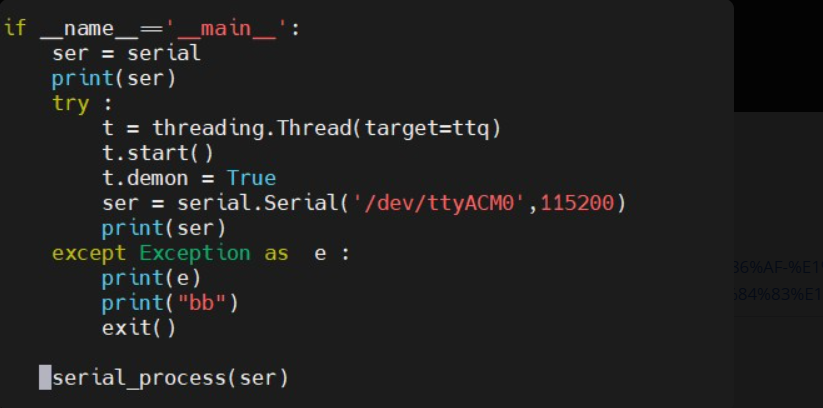 if __name__=='__main__':
    ser = serial
    print(ser)
    try :
        t = threading.Thread(target=ttq)
        t.start()
        t.demon = True
        ser = serial.Serial('/dev/ttyACM0',115200)
        print(ser)
    except Exception as  e :
        print(e)
        print("bb")
        exit()

    serial_process(ser)
36%AF-%E1
684%83%E1